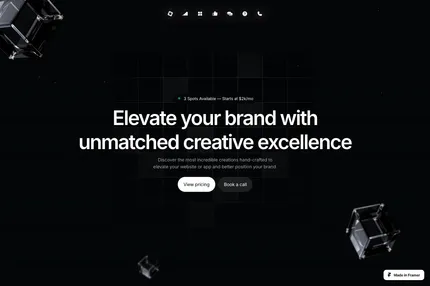 2 Spots Available — Starts at $2k/mo
Elevate your brand with
unmatched creative excellence
Discover the most incredible creations hand-crafted to
elevate your website or app and better position your brand
View pricing
Book a call
Made in Framer